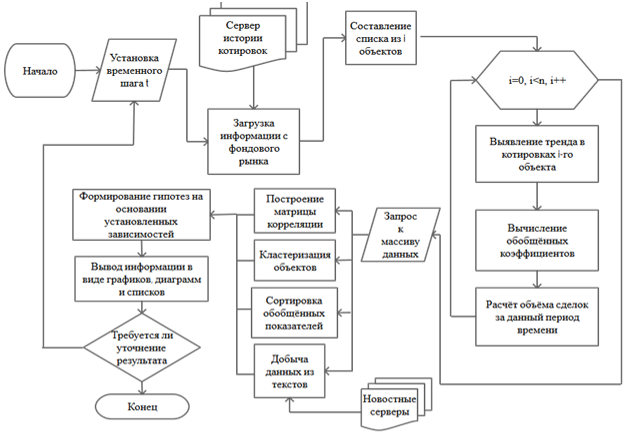 Начало
Установка
временного
шага t
Сервер
истории
котировок
Загрузка
информации с
фондового
рынка
Составление
списка из i
объектов
i=0, i<n, i++
Выявление тренда в
котировках i-го
объекта
Вычисление
обобщённых
коэффициентов
Расчёт объёма сделок
за данный период
времени
Запрос
к
массиву
данных
Построение
матрицы
корреляции
Кластеризация
объектов
Сортировка
обобщённых
показателей
Добыча
данных из
текстов
Новостные
серверы
Формирование гипотез на
основании
установленных
зависимостей
Вывод информации в
виде графиков, диаграмм
и списков
Требуется ли
уточнение
результата
Конец